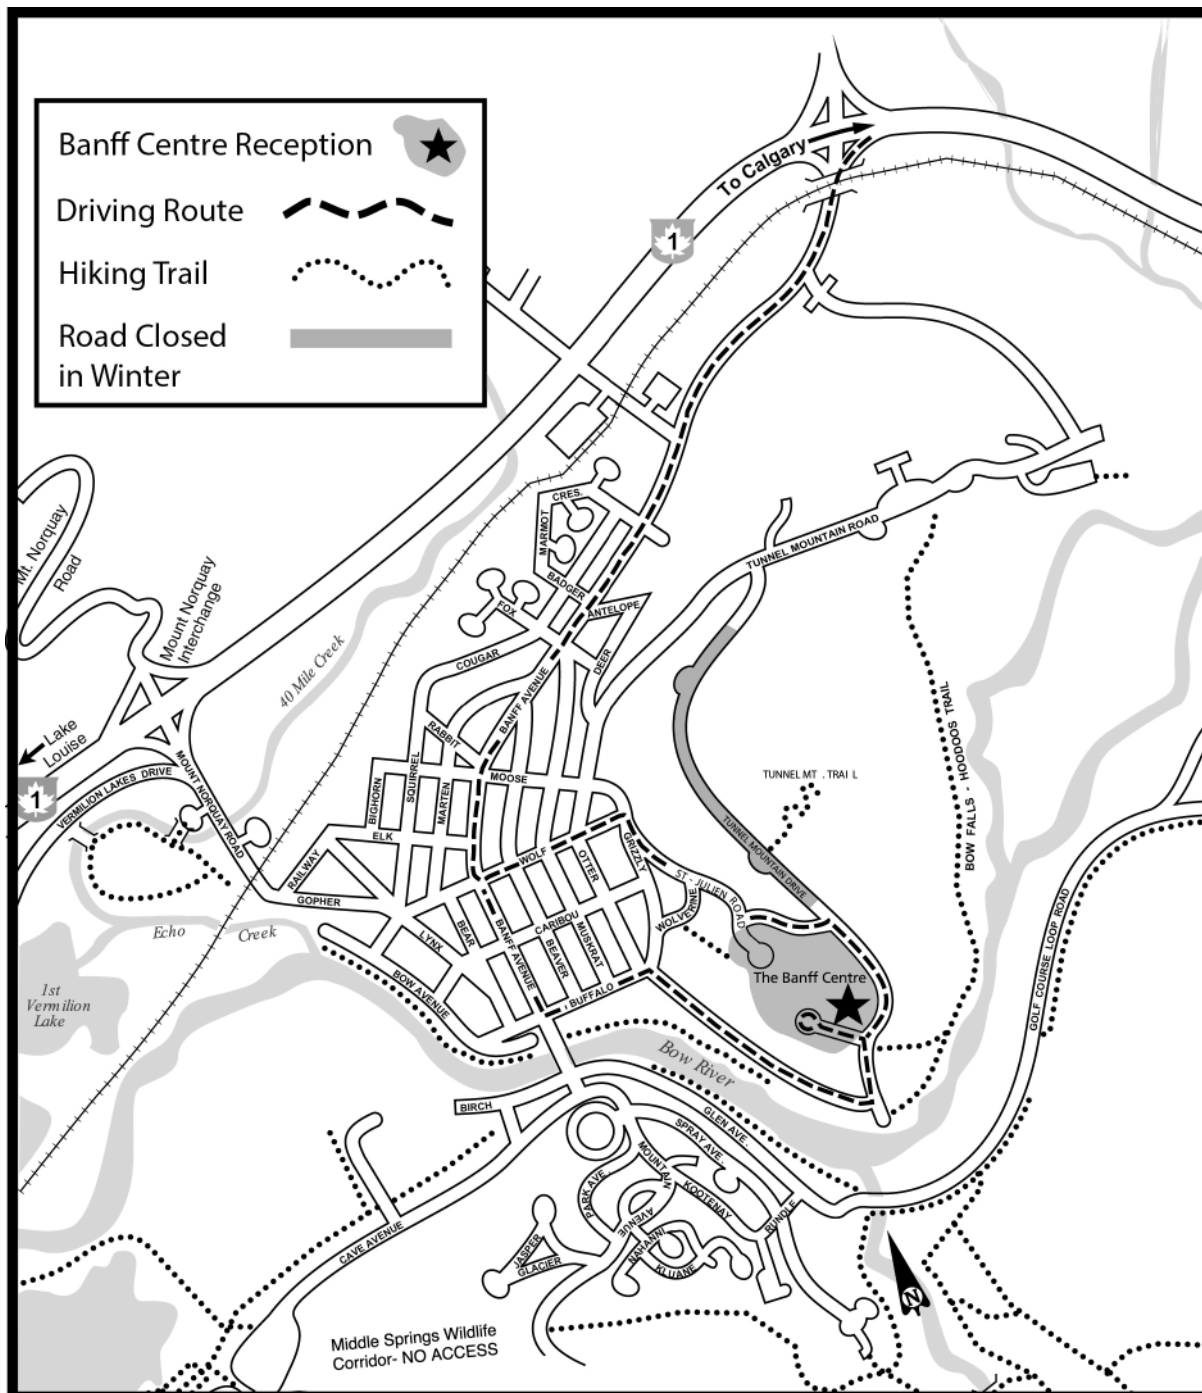 Banff Centre Reception
Driving Route
Hiking Trail
Road Closed
in Winter
To Calgary
1
Mt. Norquay
Road
Mount Norquay
Interchange
40 Mile Creek
Lake
Louise
1
VERMILION LAKES DRIVE
MOUNT NORQUAY ROAD
CRES.
MARMOT
BADGER
FOX
ANTELOPE
COUGAR
DEER
BANFF AVENUE
TUNNEL MOUNTAIN ROAD
RABBIT
MOOSE
BIGHORN
SQUIRREL
MARTEN
ELK
RAILWAY
GOPHER
WOLF
OTTER
GRIZZLY
TUNNEL MT . TRAI L
TUNNEL MOUNTAIN DRIVE
BOW FALLS - HOODOOS TRAIL
ST - JULIEN ROAD
WOLVERINE
LYNX
BEAR
BANFF AVENUE
CARIBOU
BEAVER
MUSKRAT
BOW AVENUE
BUFFALO
Echo
Creek
1st
Vermilion
Lake
The Banff Centre
GOLF COURSE LOOP ROAD
Bow River
BIRCH
GLEN AVE.
SPRAY AVE.
MOUNTAIN
AVENUE
PARK AVE.
KOOTENAY
RUNDLE
NAHANNI
KLUANE
JASPER
GLACIER
CAVE AVENUE
N
Middle Springs Wildlife
Corridor- NO ACCESS